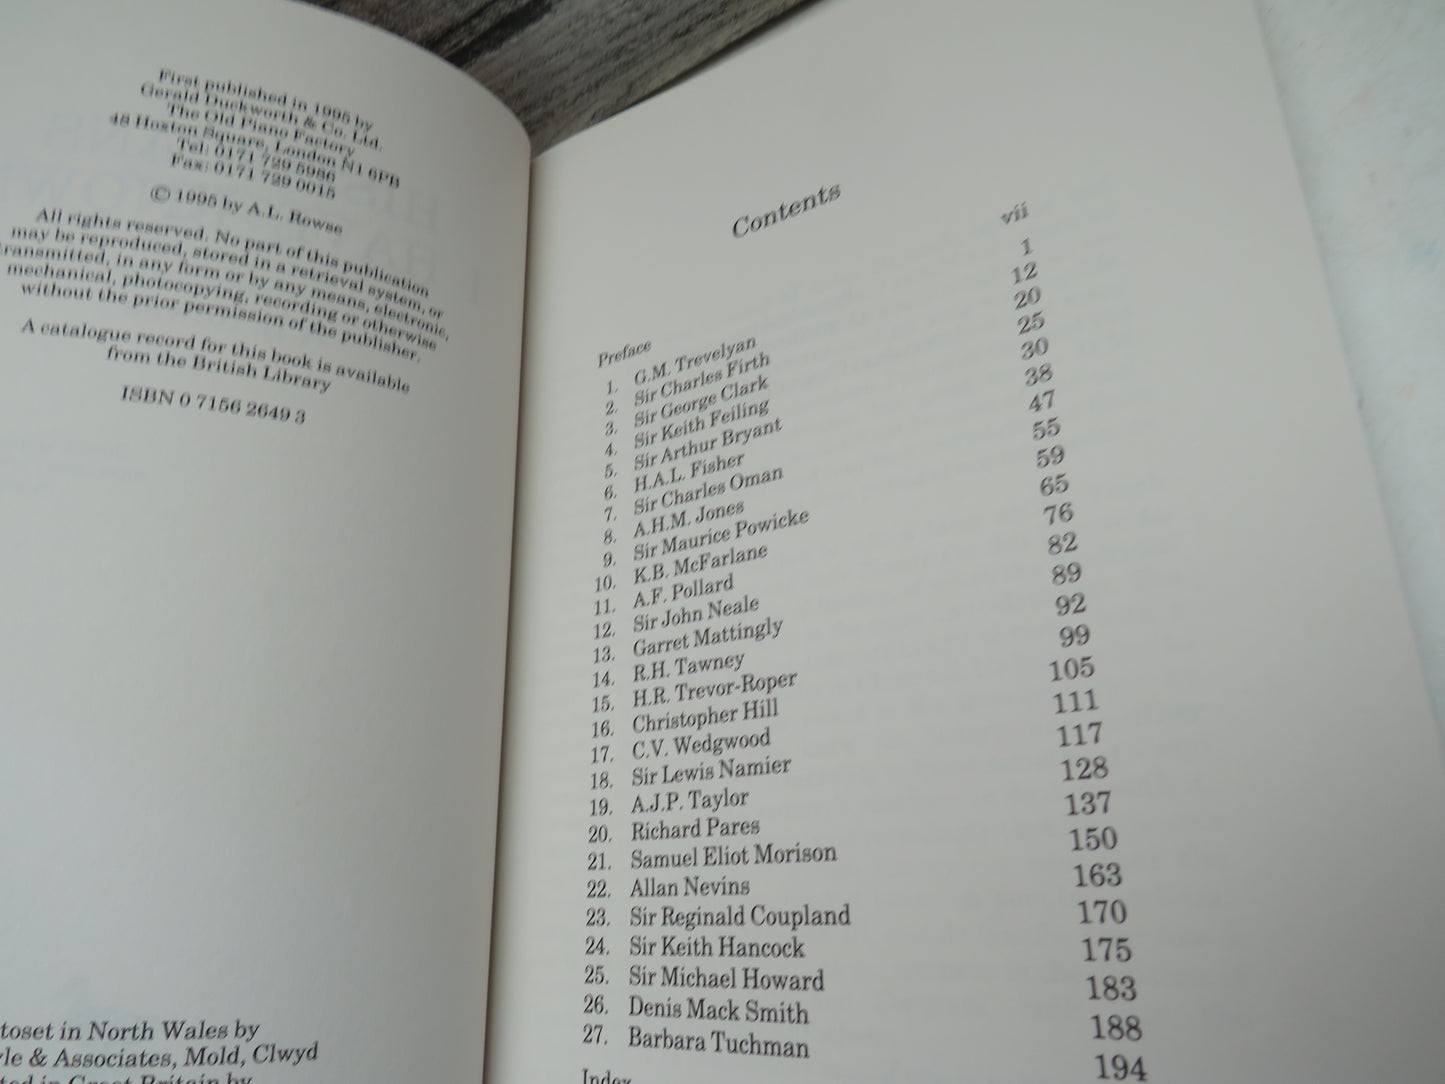 First published in 1995 by
Gerald Duckworth & Co. Ltd.
The Old Piano Factory
48 Hoxton Square, London N1 6PB
Tel: 0171 729 5986
Fax: 0171 729 0015
© 1995 by A.L. Rowse
All rights reserved. No part of this publication
may be reproduced, stored in a retrieval system, or
transmitted, in any form or by any means, electronic,
mechanical, photocopying, recording or otherwise
without the prior permission of the publisher.
A catalogue record for this book is available
from the British Library
ISBN 0 7156 2649 3
toset in North Wales by
yle & Associates, Mold, Clwyd
ted in Great Britain by
Contents
Preface vii
1. G.M. Trevelyan 1
2. Sir Charles Firth 12
3. Sir George Clark 20
4. Sir Keith Feiling 25
5. Sir Arthur Bryant 30
6. H.A.L. Fisher 38
7. Sir Charles Oman 47
8. A.H.M. Jones 55
9. Sir Maurice Powicke 59
10. K.B. McFarlane 65
11. A.F. Pollard 76
12. Sir John Neale 82
13. Garret Mattingly 89
14. R.H. Tawney 92
15. H.R. Trevor-Roper 99
16. Christopher Hill 105
17. C.V. Wedgwood 111
18. Sir Lewis Namier 117
19. A.J.P. Taylor 128
20. Richard Pares 137
21. Samuel Eliot Morison 150
22. Allan Nevins 163
23. Sir Reginald Coupland 170
24. Sir Keith Hancock 175
25. Sir Michael Howard 183
26. Denis Mack Smith 188
27. Barbara Tuchman 194
Index